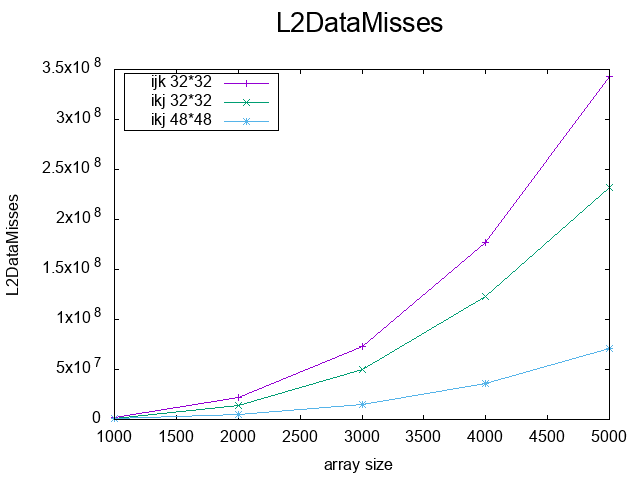 L2DataMisses
3.5x10^8
3x10^8
2.5x10^8
2x10^8
1.5x10^8
1x10^8
5x10^7
0
L2DataMisses
ijk 32*32
ikj 32*32
ikj 48*48
1000 1500 2000 2500 3000 3500 4000 4500 5000
array size